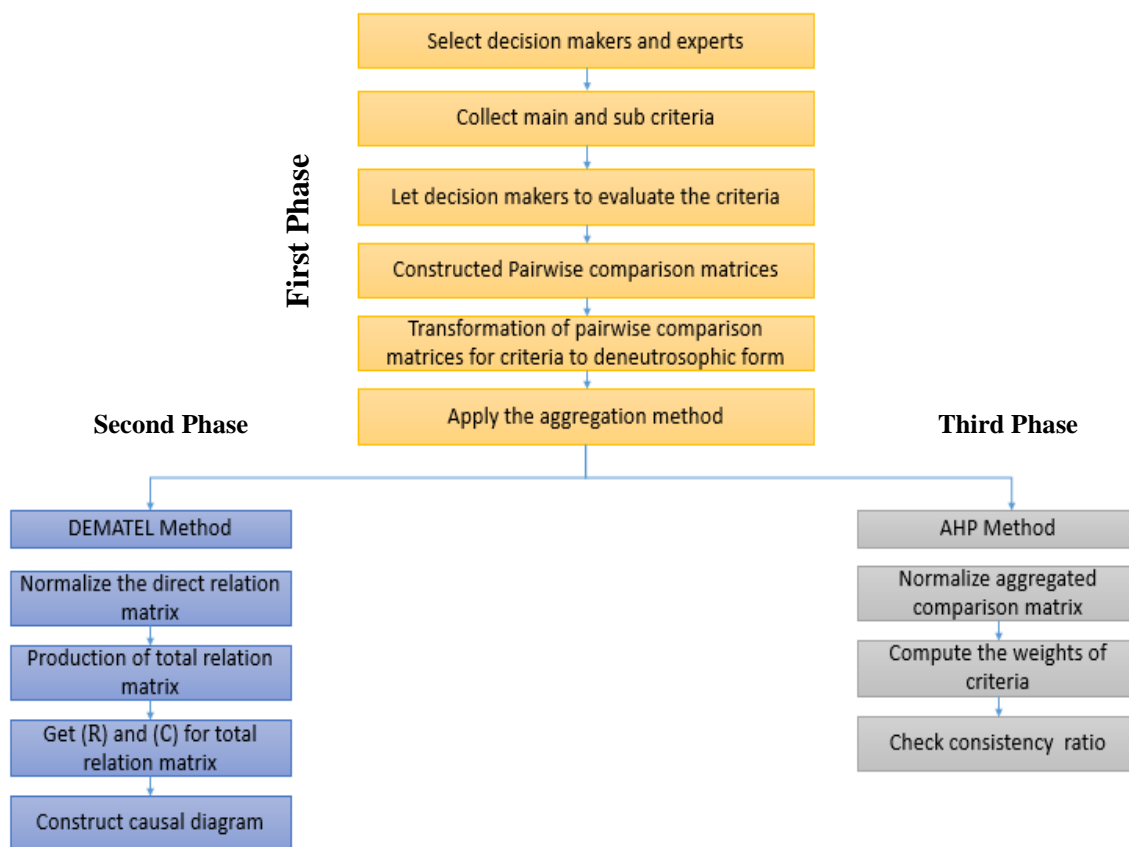 Select decision makers and experts
Collect main and sub criteria
First Phase
Let decision makers to evaluate the criteria
Constructed Pairwise comparison matrices
Transformation of pairwise comparison
matrices for criteria to deneutrosophic form
Apply the aggregation method
Second Phase
Third Phase
DEMATEL Method
Normalize the direct relation
matrix
Production of total relation
matrix
Get (R) and (C) for total
relation matrix
Construct causal diagram
AHP Method
Normalize aggregated
comparison matrix
Compute the weights of
criteria
Check consistency ratio